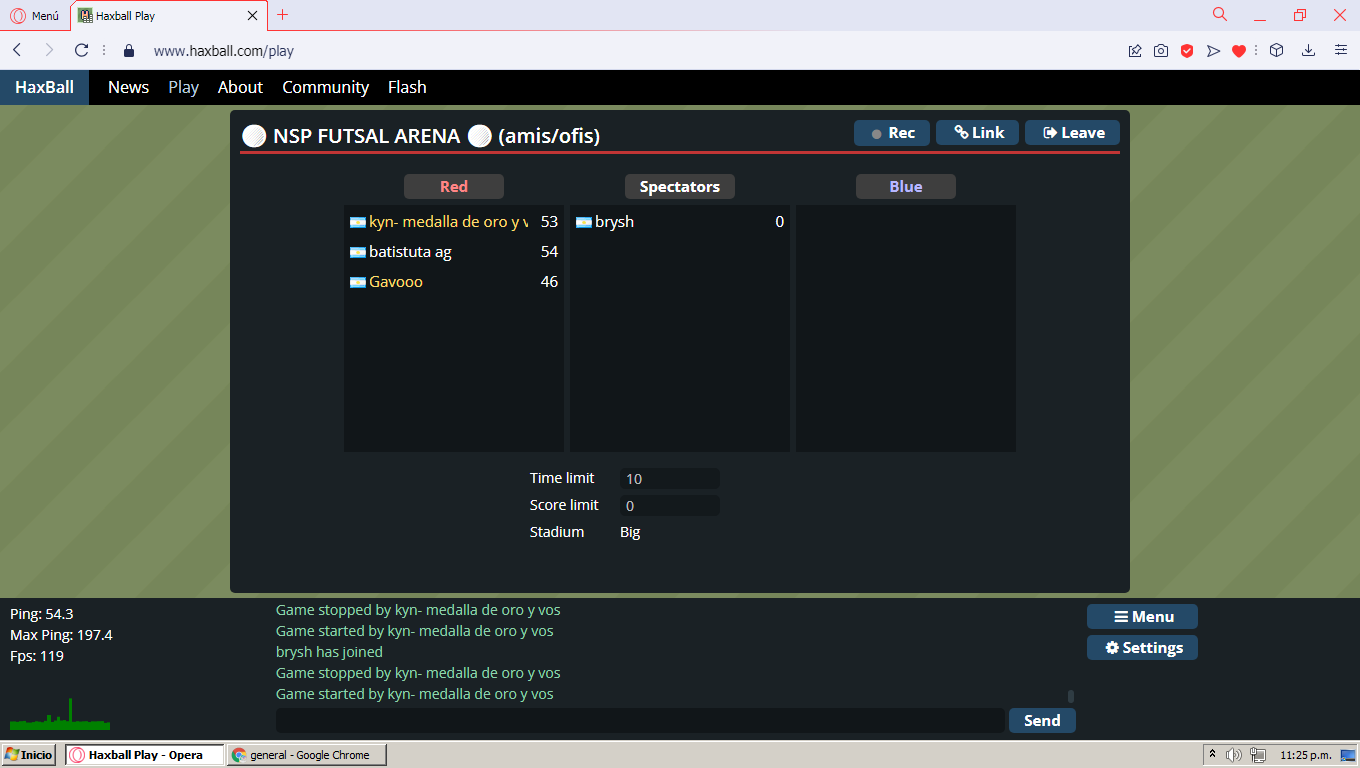 Menú
Haxball Play
www.haxball.com/play
HaxBall News Play About Community Flash
NSP FUTSAL ARENA (amis/ofis)
Rec Link Leave
Red Spectators Blue
kyn- medalla de oro y v 53
batistuta ag 54
Gavooo 46
brysh 0
Time limit 10
Score limit 0
Stadium Big
Ping: 54.3
Max Ping: 197.4
Fps: 119
Game stopped by kyn- medalla de oro y vos
Game started by kyn- medalla de oro y vos
brysh has joined
Game stopped by kyn- medalla de oro y vos
Game started by kyn- medalla de oro y vos
Send
Menu
Settings
Inicio
Haxball Play - Opera
general - Google Chrome
11:25 p.m.